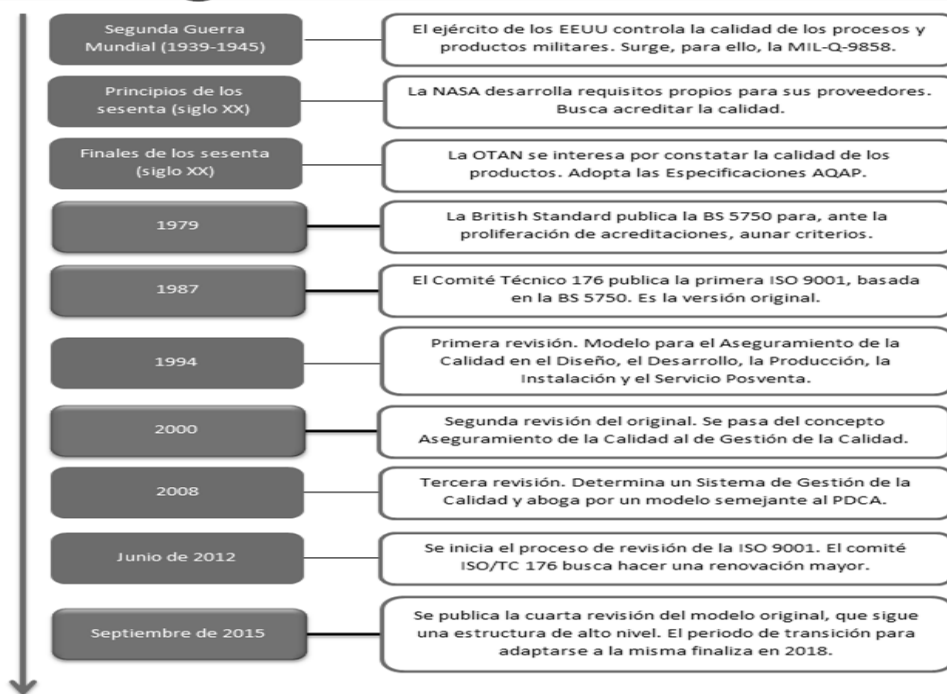 Segunda Guerra
Mundial (1939-1945)
El ejército de los EEUU controla la calidad de los procesos y
productos militares. Surge, para ello, la MIL-Q-9858.
Principios de los
sesenta (siglo XX)
La NASA desarrolla requisitos propios para sus proveedores.
Busca acreditar la calidad.
Finales de los sesenta
(siglo XX)
La OTAN se interesa por constatar la calidad de los
productos. Adopta las Especificaciones AQAP.
1979
La British Standard publica la BS 5750 para, ante la
proliferación de acreditaciones, aunar criterios.
1987
El Comité Técnico 176 publica la primera ISO 9001, basada
en la BS 5750. Es la versión original.
1994
Primera revisión. Modelo para el Aseguramiento de la
Calidad en el Diseño, el Desarrollo, la Producción, la
Instalación y el Servicio Posventa.
2000
Segunda revisión del original. Se pasa del concepto
Aseguramiento de la Calidad al de Gestión de la Calidad.
2008
Tercera revisión. Determina un Sistema de Gestión de la
Calidad y aboga por un modelo semejante al PDCA.
Junio de 2012
Se inicia el proceso de revisión de la ISO 9001. El comité
ISO/TC 176 busca hacer una renovación mayor.
Septiembre de 2015
Se publica la cuarta revisión del modelo original, que sigue
una estructura de alto nivel. El periodo de transición para
adaptarse a la misma finaliza en 2018.